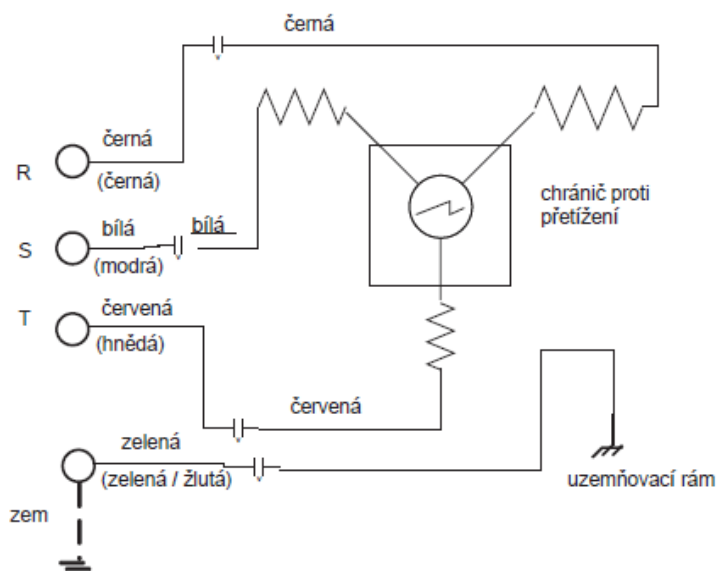 černá
R
černá
(černá)
chránič proti
přetížení
S
bílá
bílá
(modrá)
T
červená
(hnědá)
červená
zelená
(zelená / žlutá)
uzemňovací rám
zem